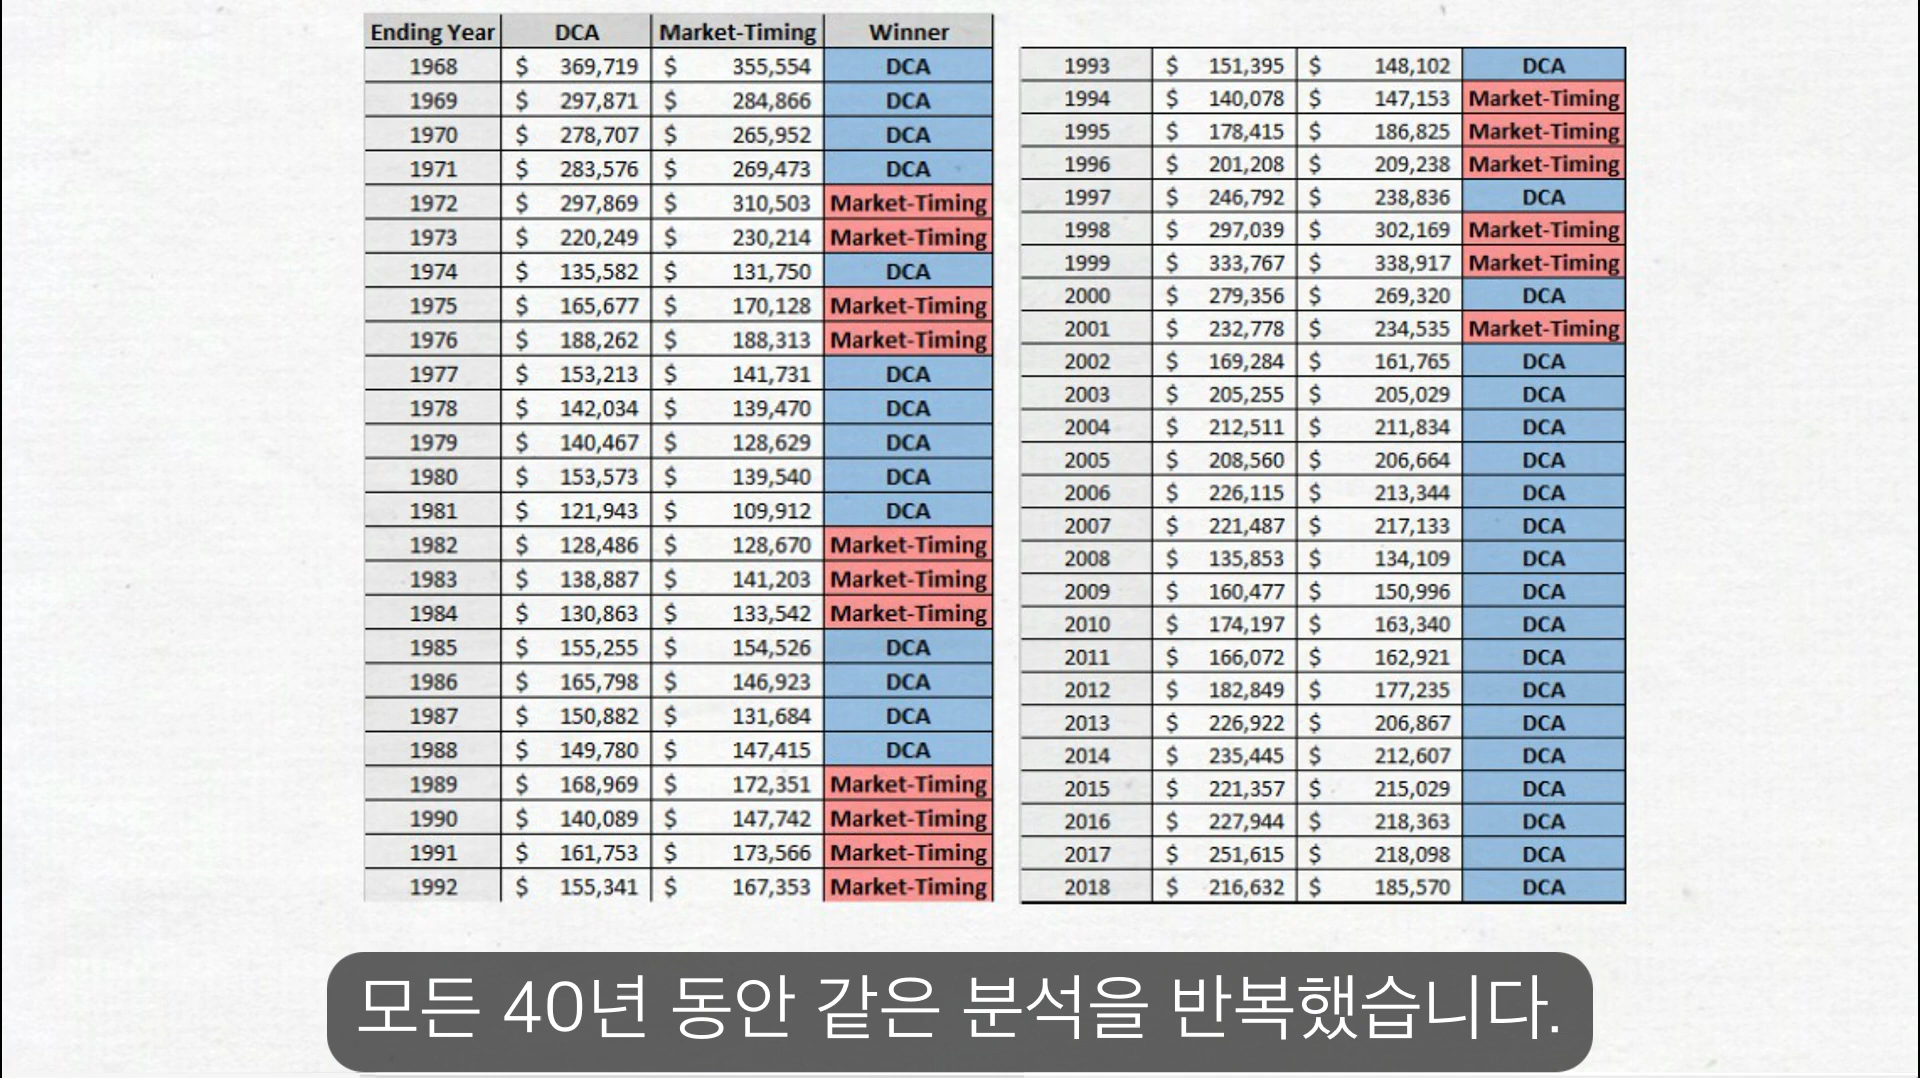 Ending Year DCA Market-Timing Winner
1968 $ 369,719 $ 355,554 DCA
1969 $ 297,871 $ 284,866 DCA
1970 $ 278,707 $ 265,952 DCA
1971 $ 283,576 $ 269,473 DCA
1972 $ 297,869 $ 310,503 Market-Timing
1973 $ 220,249 $ 230,214 Market-Timing
1974 $ 135,582 $ 131,750 DCA
1975 $ 165,677 $ 170,128 Market-Timing
1976 $ 188,262 $ 188,313 Market-Timing
1977 $ 153,213 $ 141,731 DCA
1978 $ 142,034 $ 139,470 DCA
1979 $ 140,467 $ 128,629 DCA
1980 $ 153,573 $ 139,540 DCA
1981 $ 121,943 $ 109,912 DCA
1982 $ 128,486 $ 128,670 Market-Timing
1983 $ 138,887 $ 141,203 Market-Timing
1984 $ 130,863 $ 133,542 Market-Timing
1985 $ 155,255 $ 154,526 DCA
1986 $ 165,798 $ 146,923 DCA
1987 $ 150,882 $ 131,684 DCA
1988 $ 149,780 $ 147,415 DCA
1989 $ 168,969 $ 172,351 Market-Timing
1990 $ 140,089 $ 147,742 Market-Timing
1991 $ 161,753 $ 173,566 Market-Timing
1992 $ 155,341 $ 167,353 Market-Timing
1993 $ 151,395 $ 148,102 DCA
1994 $ 140,078 $ 147,153 Market-Timing
1995 $ 178,415 $ 186,825 Market-Timing
1996 $ 201,208 $ 209,238 Market-Timing
1997 $ 246,792 $ 238,836 DCA
1998 $ 297,039 $ 302,169 Market-Timing
1999 $ 333,767 $ 338,917 Market-Timing
2000 $ 279,356 $ 269,320 DCA
2001 $ 232,778 $ 234,535 Market-Timing
2002 $ 169,284 $ 161,765 DCA
2003 $ 205,255 $ 205,029 DCA
2004 $ 212,511 $ 211,834 DCA
2005 $ 208,560 $ 206,664 DCA
2006 $ 226,115 $ 213,344 DCA
2007 $ 221,487 $ 217,133 DCA
2008 $ 135,853 $ 134,109 DCA
2009 $ 160,477 $ 150,996 DCA
2010 $ 174,197 $ 163,340 DCA
2011 $ 166,072 $ 162,921 DCA
2012 $ 182,849 $ 177,235 DCA
2013 $ 226,922 $ 206,867 DCA
2014 $ 235,445 $ 212,607 DCA
2015 $ 221,357 $ 215,029 DCA
2016 $ 227,944 $ 218,363 DCA
2017 $ 251,615 $ 218,098 DCA
2018 $ 216,632 $ 185,570 DCA
모든 40년 동안 같은 분석을 반복했습니다.